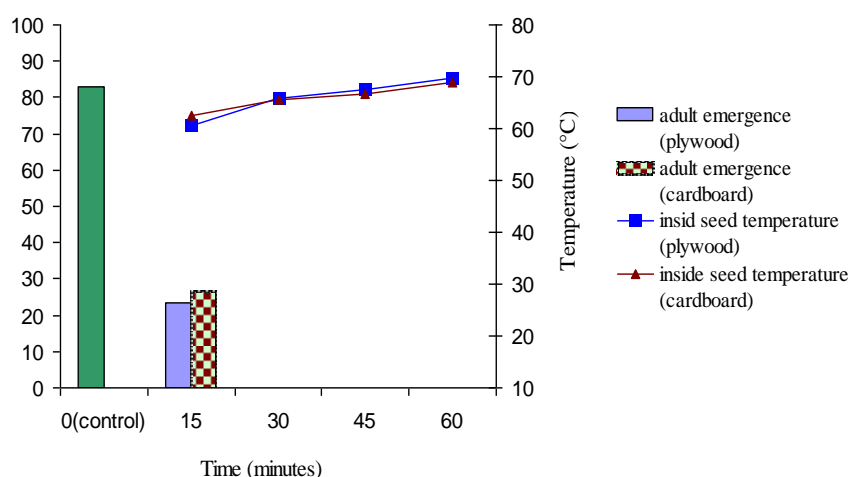 100
90
80
70
60
50
40
30
20
10
0
0(control) 15 30 45 60
Time (minutes)
80
70
60
50
40
30
20
10
Temperature (°C)
adult emergence
(plywood)
adult emergence
(cardboard)
insid seed temperature
(plywood)
inside seed temperature
(cardboard)